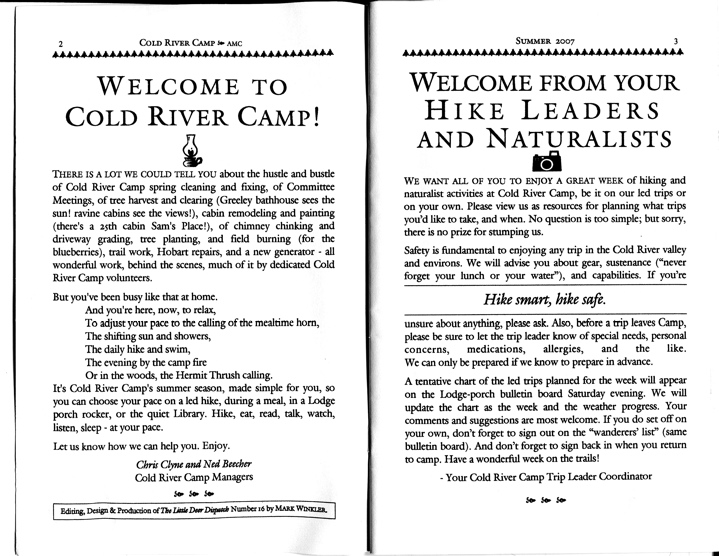 2 COLD RIVER CAMP AMC
WELCOME TO
COLD RIVER CAMP!
THERE IS A LOT WE COULD TELL YOU about the hustle and bustle
of Cold River Camp spring cleaning and fixing, of Committee
Meetings, of tree harvest and clearing (Greeley bathhouse sees the
sun! ravine cabins see the views!), cabin remodeling and painting
(there's a 25th cabin Sam's Place!), of chimney chinking and
driveway grading, tree planting, and field burning (for the
blueberries), trail work, Hobart repairs, and a new generator - all
wonderful work, behind the scenes, much of it by dedicated Cold
River Camp volunteers.
But you've been busy like that at home.
And you're here, now, to relax,
To adjust your pace to the calling of the mealtime horn,
The shifting sun and showers,
The daily hike and swim,
The evening by the camp fire
Or in the woods, the Hermit Thrush calling.
It's Cold River Camp's summer season, made simple for you, so
you can choose your pace on a led hike, during a meal, in a Lodge
porch rocker, or the quiet Library. Hike, eat, read, talk, watch,
listen, sleep - at your pace.
Let us know how we can help you. Enjoy.
Chris Clyne and Ned Beecher
Cold River Camp Managers
Editing, Design & Production of The Little Deer Dispatch Number 16 by MARK WINKLER.
SUMMER 2007 3
WELCOME FROM YOUR
HIKE LEADERS
AND NATURALISTS
WE WANT ALL OF YOU TO ENJOY A GREAT WEEK of hiking and
naturalist activities at Cold River Camp, be it on our led trips or
on your own. Please view us as resources for planning what trips
you'd like to take, and when. No question is too simple; but sorry,
there is no prize for stumping us.
Safety is fundamental to enjoying any trip in the Cold River valley
and environs. We will advise you about gear, sustenance ("never
forget your lunch or your water"), and capabilities. If you're
Hike smart, hike safe.
unsure about anything, please ask. Also, before a trip leaves Camp,
please be sure to let the trip leader know of special needs, personal
concerns, medications, allergies, and the like.
We can only be prepared if we know to prepare in advance.
A tentative chart of the led trips planned for the week will appear
on the Lodge-porch bulletin board Saturday evening. We will
update the chart as the week and the weather progress. Your
comments and suggestions are most welcome. If you do set off on
your own, don't forget to sign out on the "wanderers' list" (same
bulletin board). And don't forget to sign back in when you return
to camp. Have a wonderful week on the trails!
- Your Cold River Camp Trip Leader Coordinator